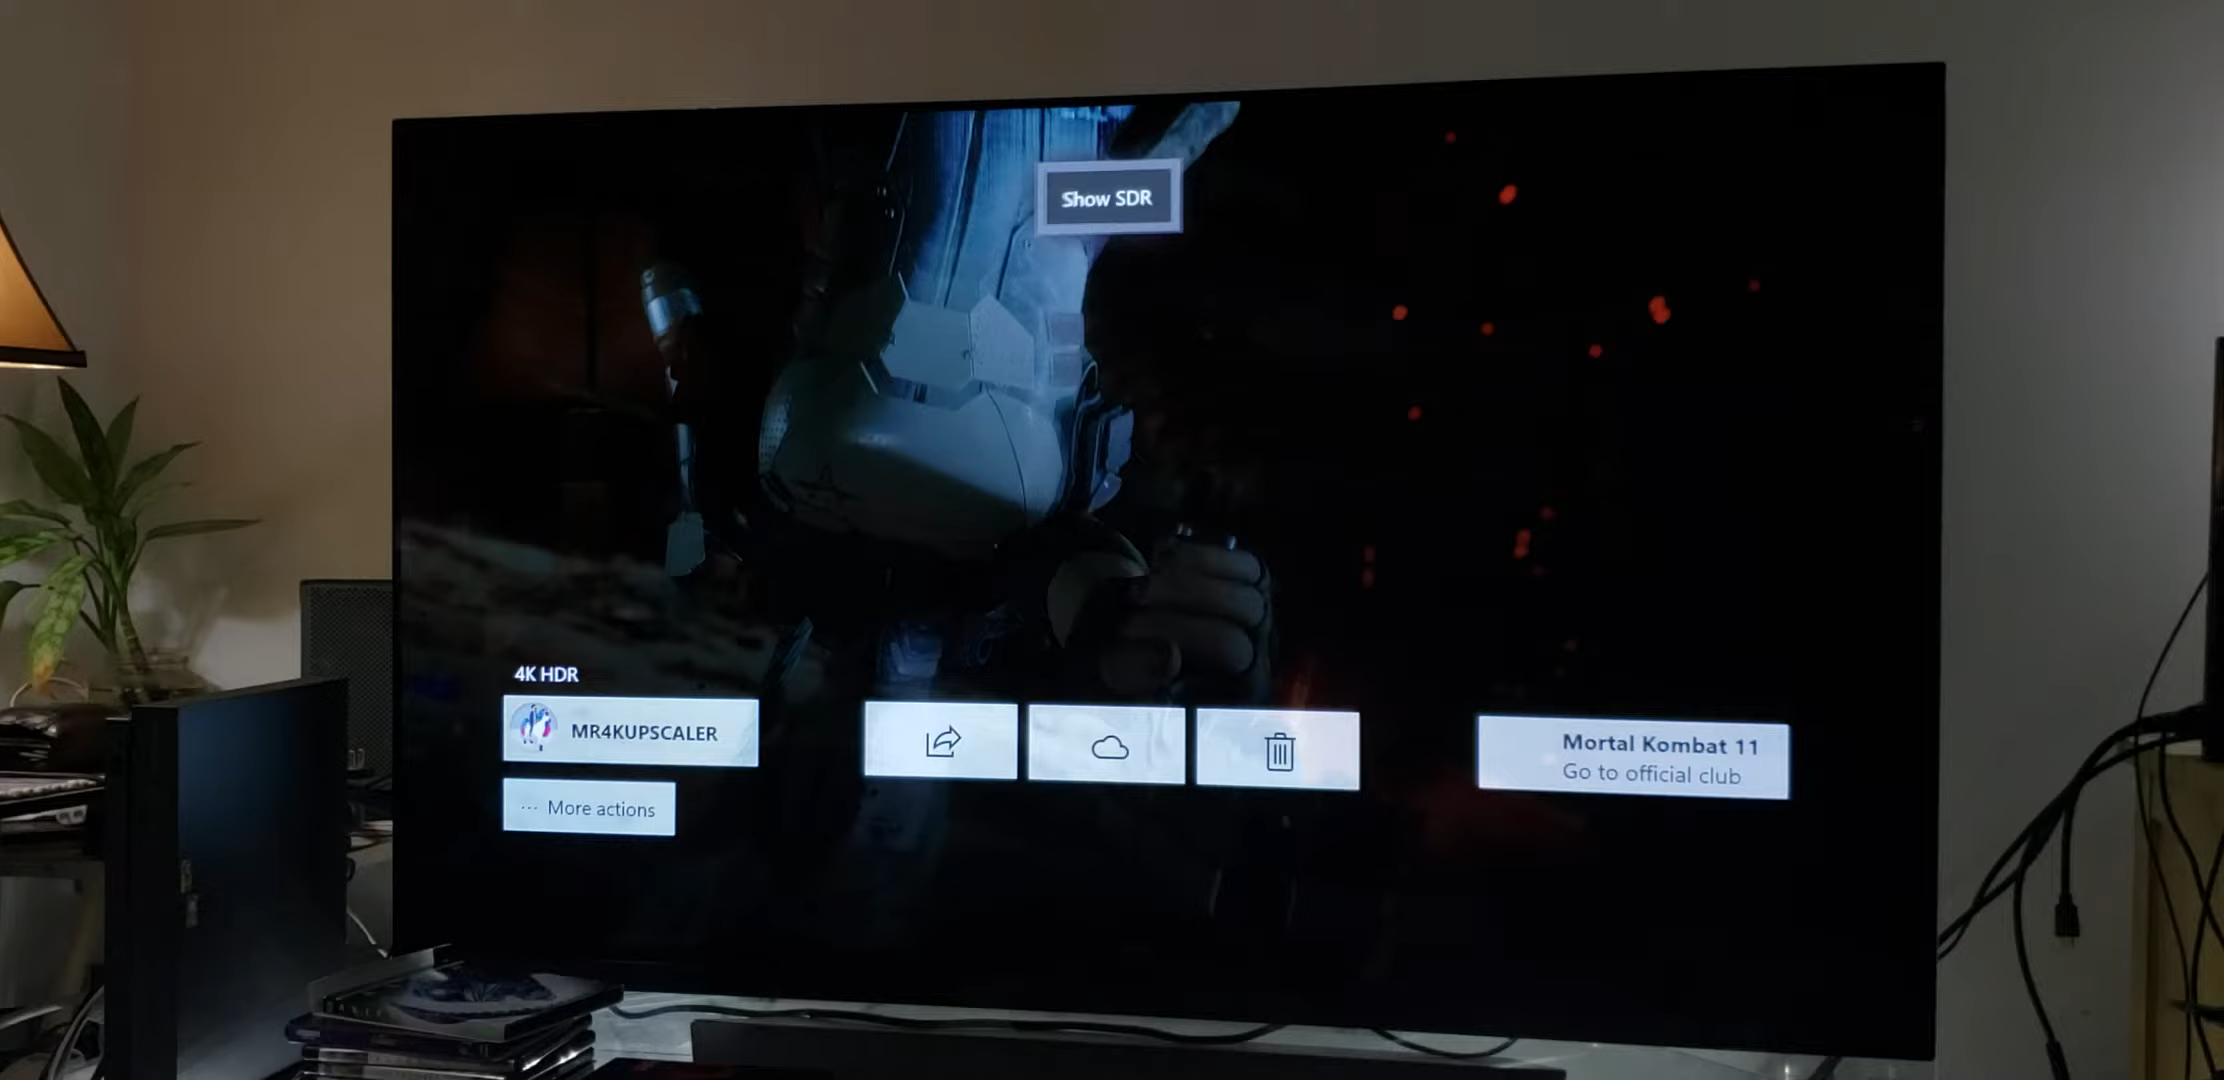 Show SDR
4K HDR
MR4KUPSCALER
··· More actions
Mortal Kombat 11
Go to official club